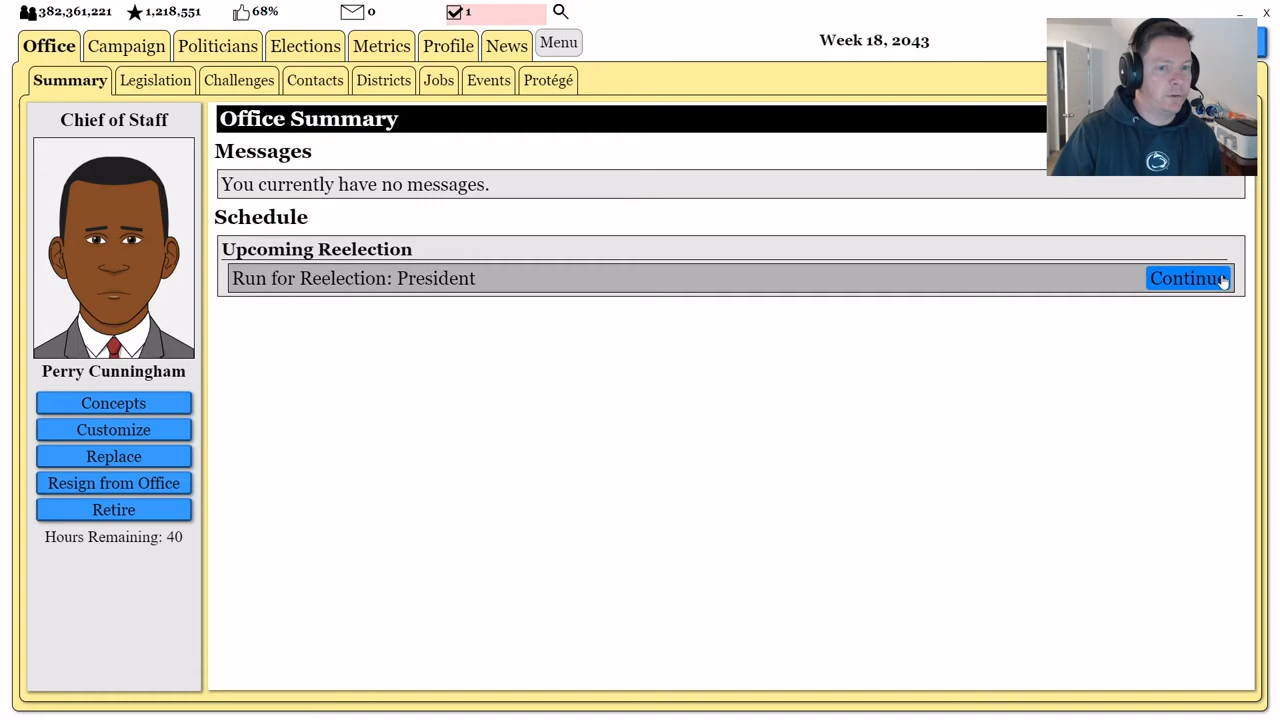 382,361,221 1,218,551 68% 0 1
_ X
Office Campaign Politicians Elections Metrics Profile News Menu
Week 18, 2043
Summary Legislation Challenges Contacts Districts Jobs Events Protégé
Chief of Staff
Perry Cunningham
Concepts
Customize
Replace
Resign from Office
Retire
Hours Remaining: 40
Office Summary
Messages
You currently have no messages.
Schedule
Upcoming Reelection
Run for Reelection: President Continue